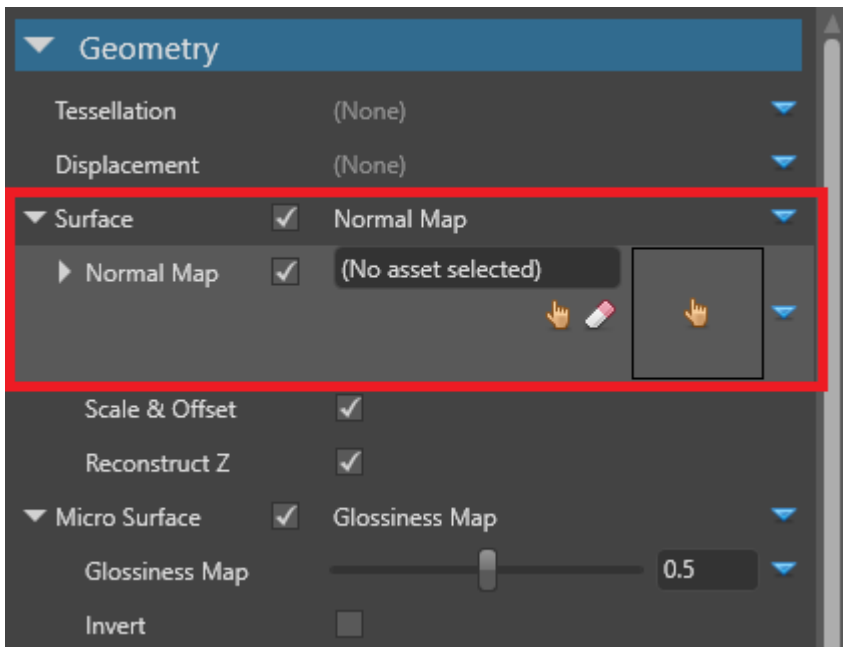 Geometry
Tessellation (None)
Displacement (None)
Surface Normal Map
Normal Map (No asset selected)
Scale & Offset
Reconstruct Z
Micro Surface Glossiness Map
Glossiness Map 0.5
Invert